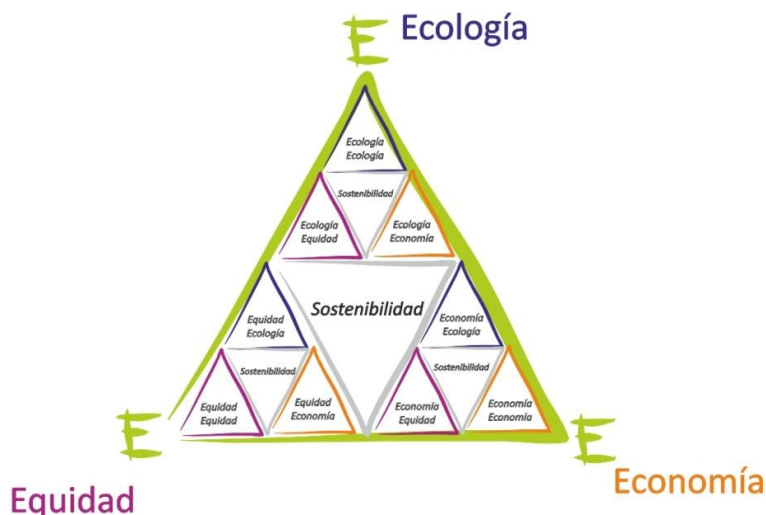 E Ecología
Ecología
Ecología
Sostenibilidad
Ecología
Equidad
Ecología
Economía
Sostenibilidad
Equidad
Ecología
Economía
Ecología
Sostenibilidad
Sostenibilidad
Equidad
Equidad
Equidad
Economía
Economía
Equidad
Economía
Economía
E
E
Equidad
Economía